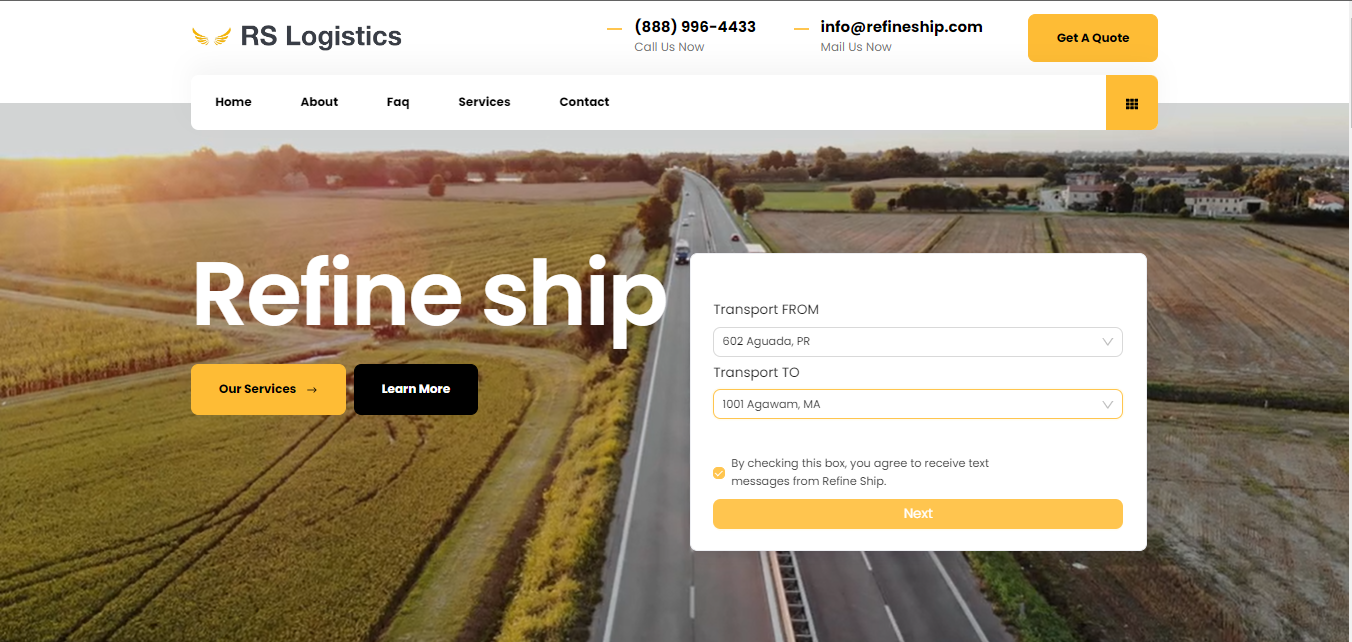 RS Logistics
(888) 996-4433
Call Us Now
info@refineship.com
Mail Us Now
Get A Quote
Home
About
Faq
Services
Contact
Refine ship
Our Services →
Learn More
Transport FROM
602 Aguada, PR
Transport TO
1001 Agawam, MA
By checking this box, you agree to receive text
messages from Refine Ship.
Next